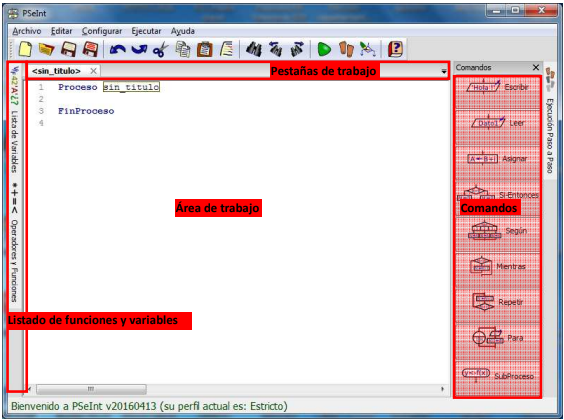 PSeInt
Archivo Editar Configurar Ejecutar Ayuda
<sin_titulo>
Pestañas de trabajo
Comandos
1 Proceso sin_titulo
2
3 FinProceso
4
Lista de Variables
Operadores y Funciones
Área de trabajo
Listado de funciones y variables
¡Hola!
Escribir
Dato1
Leer
A←B+1
Asignar
Si-Entonces
Comandos
Según
Mientras
Repetir
Para
y<-f(x)
SubProceso
Ejecución Paso a Paso
Bienvenido a PSeInt v20160413 (su perfil actual es: Estricto)